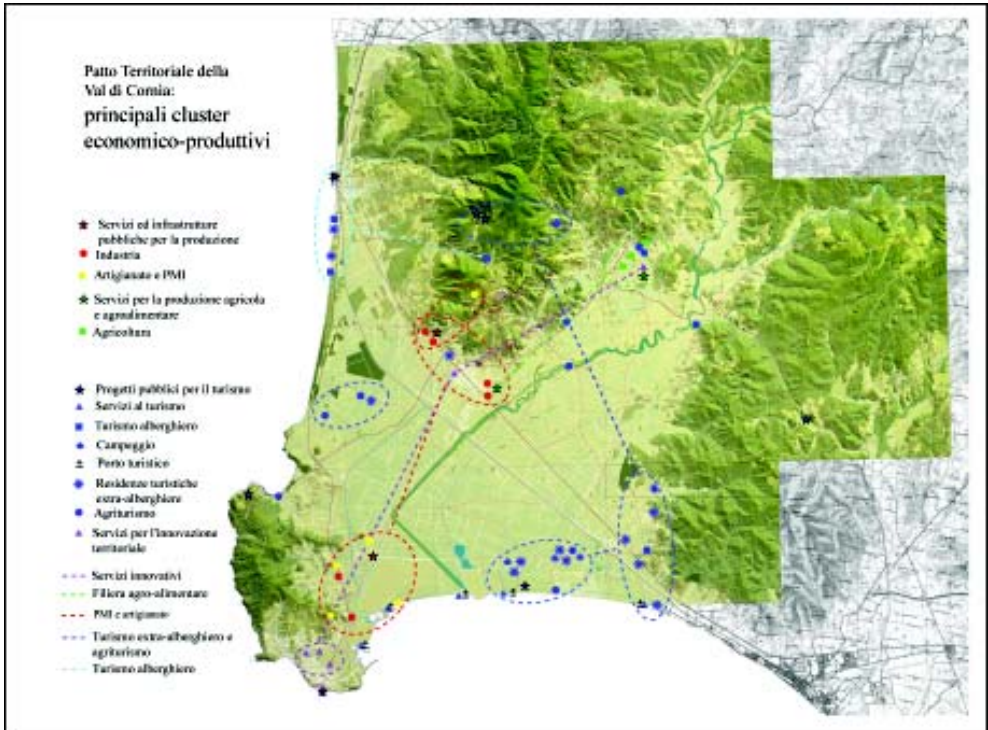 Patto Territoriale della
Val di Cornia:
principali cluster
economico-produttivi
Servizi ed infrastrutture
pubbliche per la produzione
Industria
Artigianato e PMI
Servizi per la produzione agricola
e agroalimentare
Agricoltura
Progetti pubblici per il turismo
Servizi al turismo
Turismo alberghiero
Campeggio
Porto turistico
Residenze turistiche
extra-alberghiere
Agriturismo
Servizi per l'innovazione
territoriale
Servizi innovativi
Filiera agro-alimentare
PMI e artigianato
Turismo extra-alberghiero e
agriturismo
Turismo alberghiero